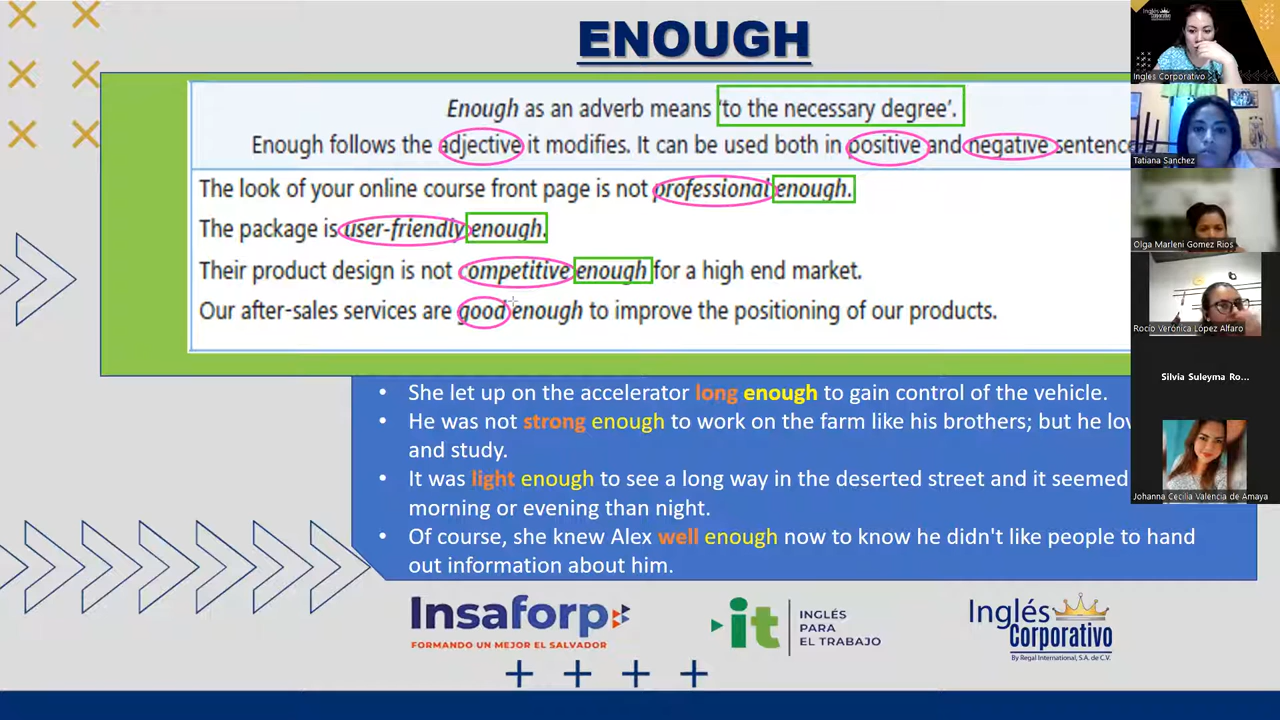 ENOUGH
Enough as an adverb means 'to the necessary degree'.
Enough follows the adjective it modifies. It can be used both in positive and negative sentenc
The look of your online course front page is not professional enough.
The package is user-friendly enough.
Their product design is not competitive enough for a high end market.
Our after-sales services are good enough to improve the positioning of our products.
• She let up on the accelerator long enough to gain control of the vehicle.
• He was not strong enough to work on the farm like his brothers; but he lov
and study.
• It was light enough to see a long way in the deserted street and it seemed
morning or evening than night.
• Of course, she knew Alex well enough now to know he didn't like people to hand
out information about him.
Insaforp
FORMANDO UN MEJOR EL SALVADOR
it
INGLÉS
PARA
EL TRABAJO
Inglés
Corporativo
By Regal International, S.A. de C.V.
Inglés
Corporativo
Ingles Corporativo
Tatiana Sanchez
Olga Marleni Gomez Rios
Rocío Verónica López Alfaro
Silvia Suleyma Ro...
Johanna Cecilia Valencia de Amaya